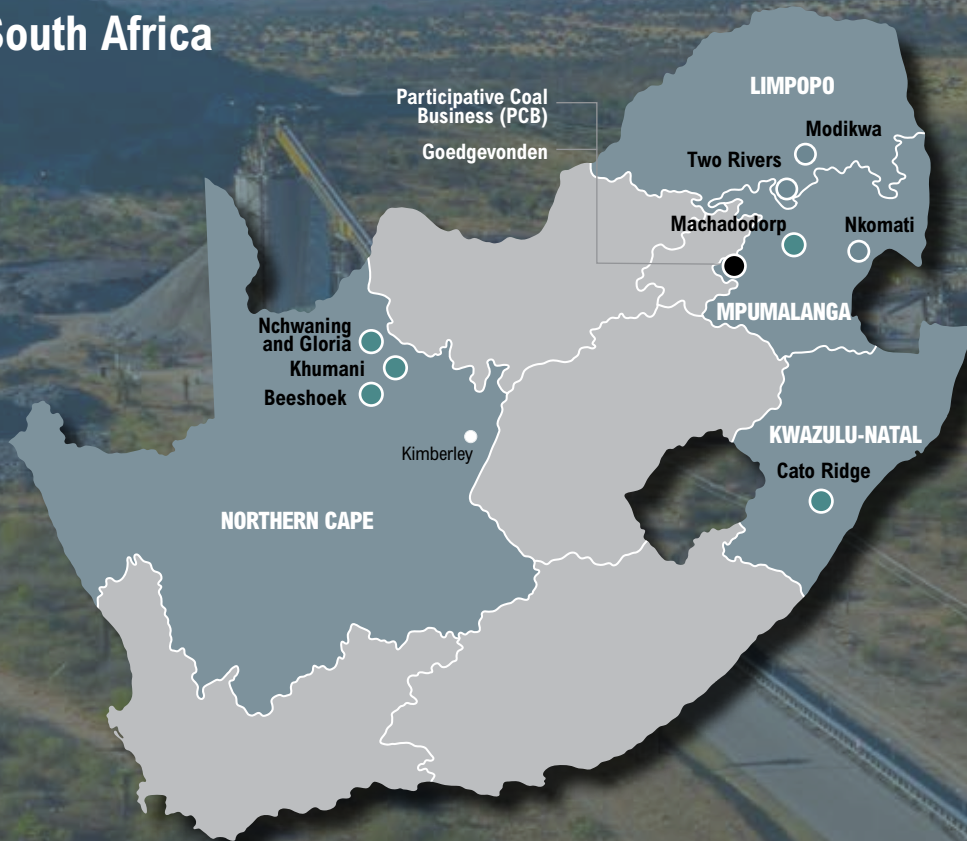 South Africa
Participative Coal
Business (PCB)
Goedgevonden
LIMPOPO
Modikwa
Two Rivers
Machadodorp
Nkomati
MPUMALANGA
Nchwaning
and Gloria
Khumani
Beeshoek
Kimberley
KWAZULU-NATAL
Cato Ridge
NORTHERN CAPE